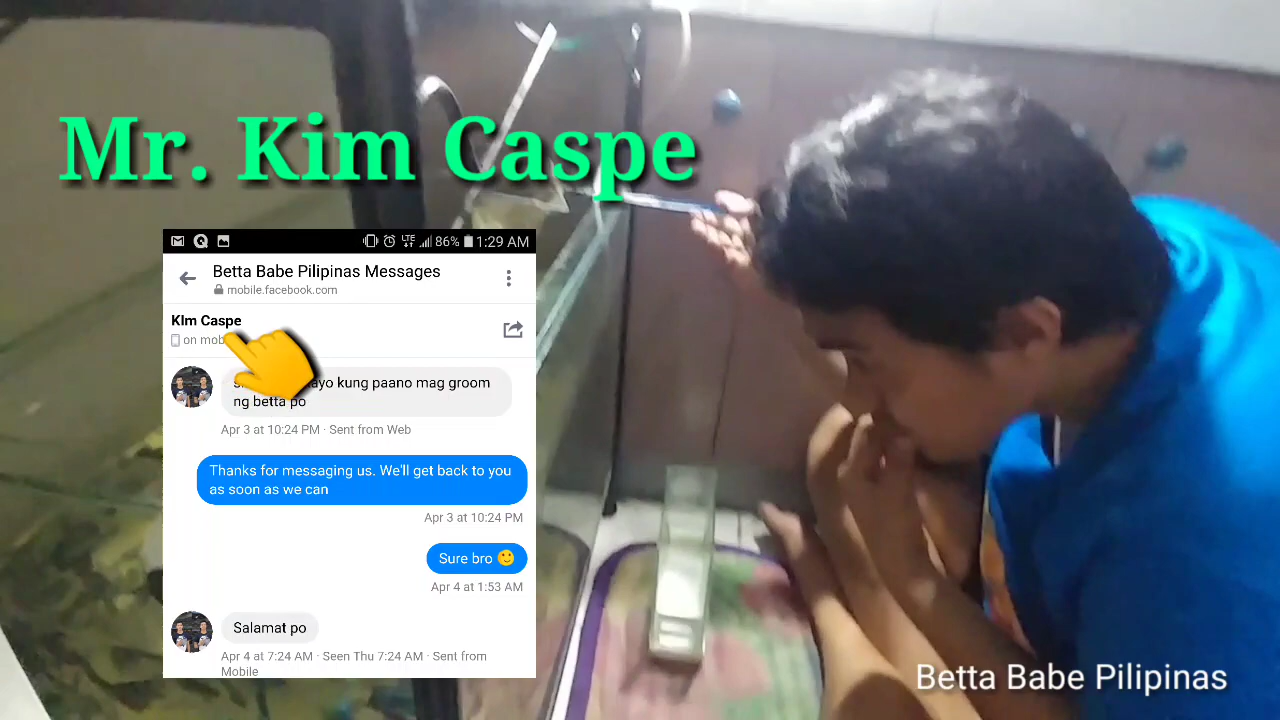 Mr. Kim Caspe
86% 1:29 AM
Betta Babe Pilipinas Messages
mobile.facebook.com
KIm Caspe
on mob
kung paano mag groom
ng betta po
Apr 3 at 10:24 PM · Sent from Web
Thanks for messaging us. We'll get back to you
as soon as we can
Apr 3 at 10:24 PM
Sure bro
Apr 4 at 1:53 AM
Salamat po
Apr 4 at 7:24 AM · Seen Thu 7:24 AM · Sent from
Mobile
Betta Babe Pilipinas